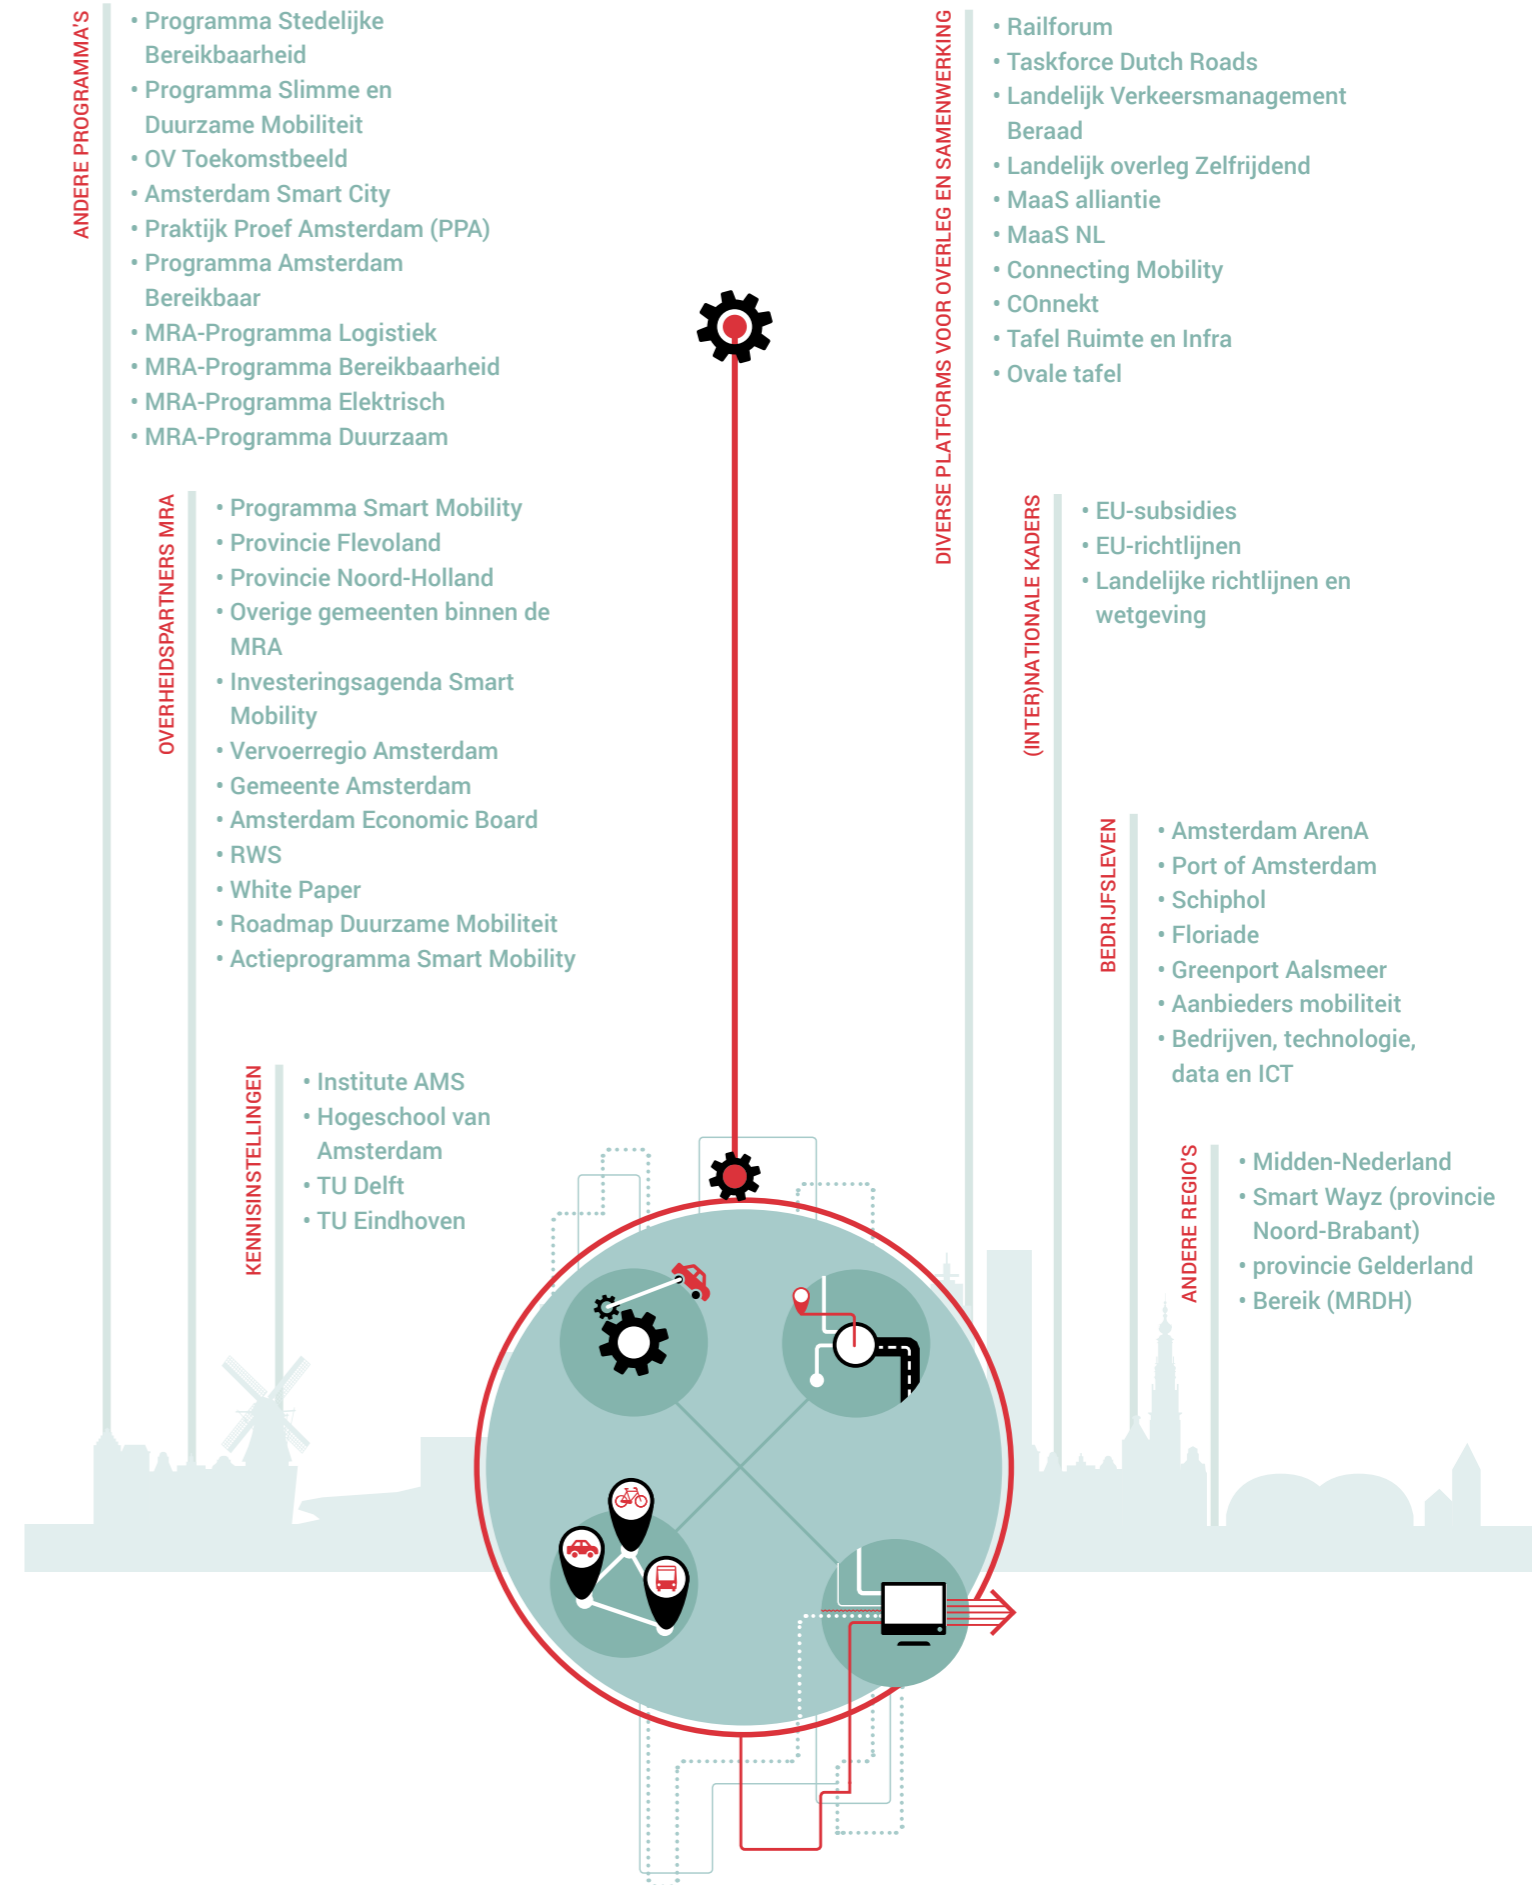 ANDERE PROGRAMMA'S
• Programma Stedelijke
Bereikbaarheid
• Programma Slimme en
Duurzame Mobiliteit
• OV Toekomstbeeld
• Amsterdam Smart City
• Praktijk Proef Amsterdam (PPA)
• Programma Amsterdam
Bereikbaar
• MRA-Programma Logistiek
• MRA-Programma Bereikbaarheid
• MRA-Programma Elektrisch
• MRA-Programma Duurzaam
OVERHEIDSPARTNERS MRA
• Programma Smart Mobility
• Provincie Flevoland
• Provincie Noord-Holland
• Overige gemeenten binnen de
MRA
• Investeringsagenda Smart
Mobility
• Vervoerregio Amsterdam
• Gemeente Amsterdam
• Amsterdam Economic Board
• RWS
• White Paper
• Roadmap Duurzame Mobiliteit
• Actieprogramma Smart Mobility
KENNISINSTELLINGEN
• Institute AMS
• Hogeschool van
Amsterdam
• TU Delft
• TU Eindhoven
DIVERSE PLATFORMS VOOR OVERLEG EN SAMENWERKING
• Railforum
• Taskforce Dutch Roads
• Landelijk Verkeersmanagement
Beraad
• Landelijk overleg Zelfrijdend
• MaaS alliantie
• MaaS NL
• Connecting Mobility
• COnnekt
• Tafel Ruimte en Infra
• Ovale tafel
(INTER)NATIONALE KADERS
• EU-subsidies
• EU-richtlijnen
• Landelijke richtlijnen en
wetgeving
BEDRIJFSLEVEN
• Amsterdam ArenA
• Port of Amsterdam
• Schiphol
• Floriade
• Greenport Aalsmeer
• Aanbieders mobiliteit
• Bedrijven, technologie,
data en ICT
ANDERE REGIO'S
• Midden-Nederland
• Smart Wayz (provincie
Noord-Brabant)
• provincie Gelderland
• Bereik (MRDH)